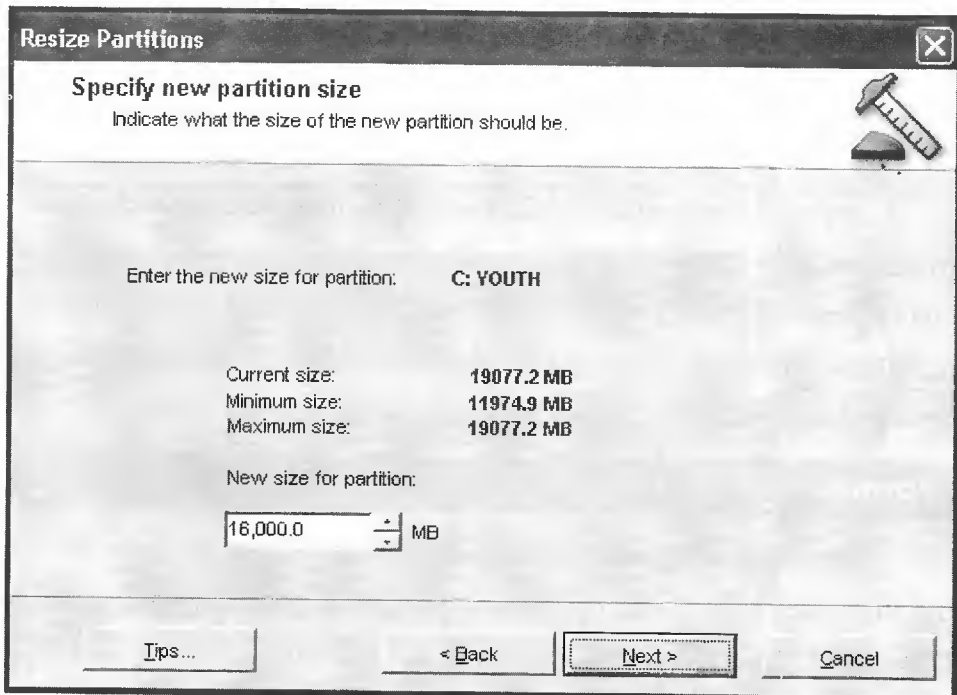 Resize Partitions
Specify new partition size
Indicate what the size of the new partition should be.
Enter the new size for partition: C: YOUTH
Current size: 19077.2 MB
Minimum size: 11974.9 MB
Maximum size: 19077.2 MB
New size for partition:
16,000.0 MB
Tips... < Back Next > Cancel